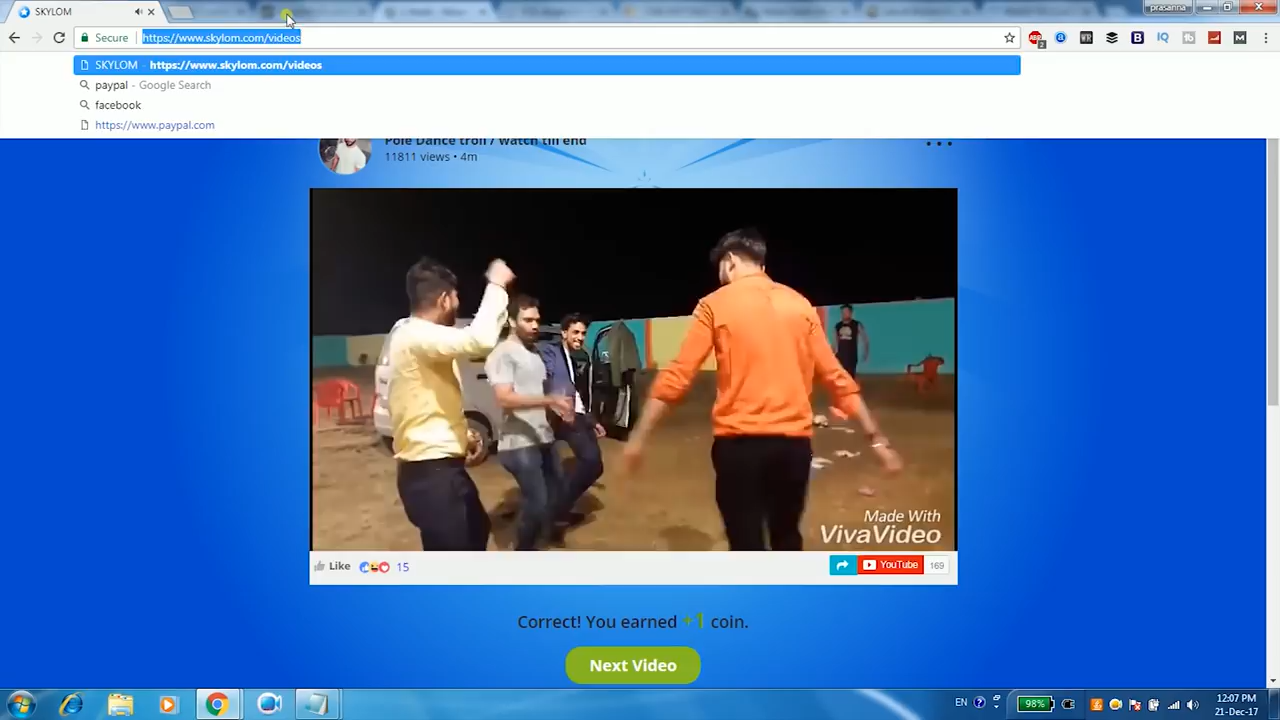 SKYLOM
prasanna
Secure
https://www.skylom.com/videos
SKYLOM - https://www.skylom.com/videos
paypal - Google Search
facebook
https://www.paypal.com
Pole Dance troll / watch till end
11811 views • 4m
Made With
VivaVideo
Like
15
YouTube
169
Correct! You earned +1 coin.
Next Video
EN
98%
12:07 PM
21-Dec-17